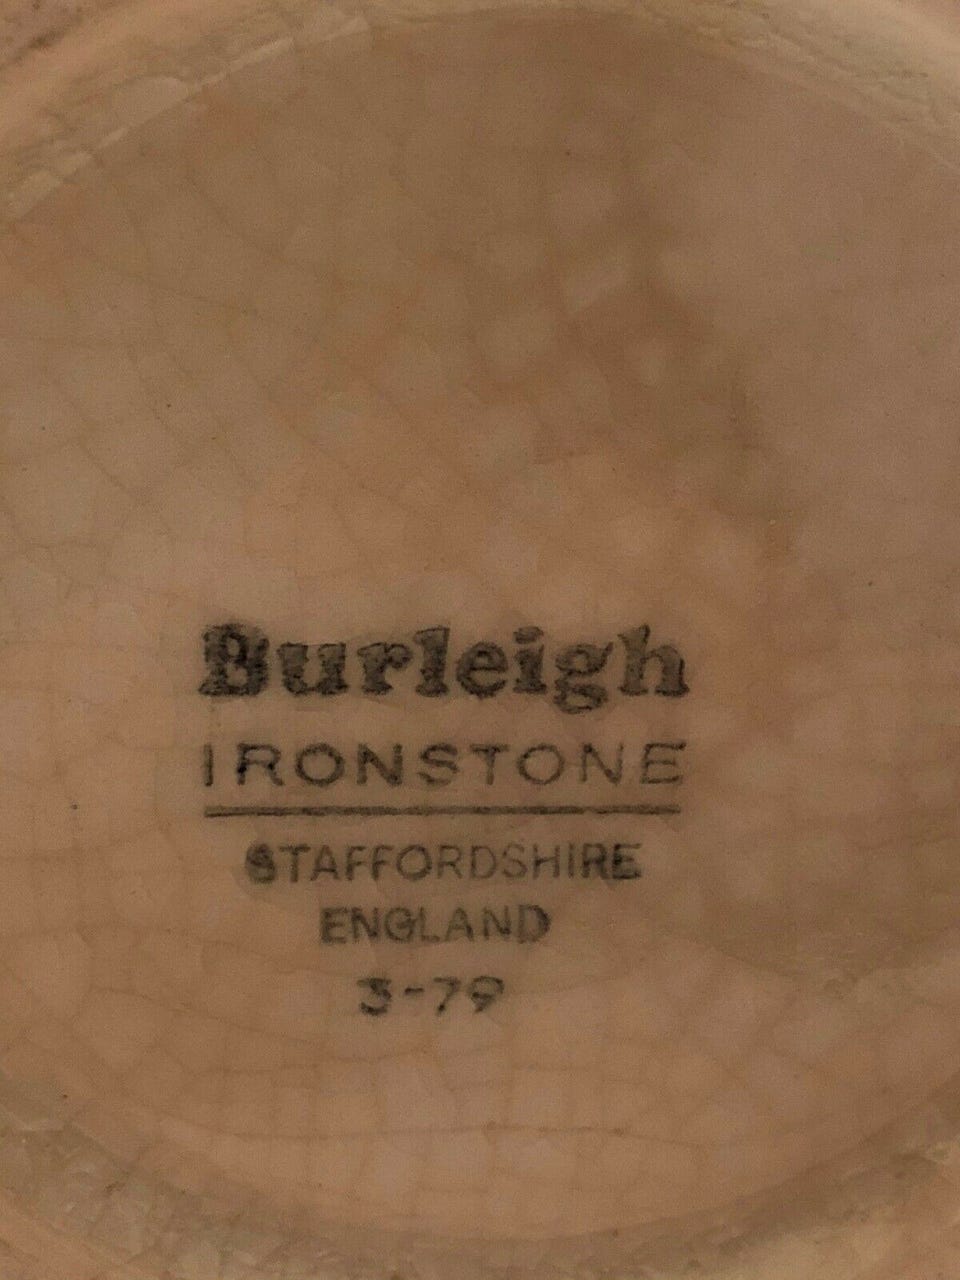 Burleigh
IRONSTONE
STAFFORDSHIRE
ENGLAND
3-79